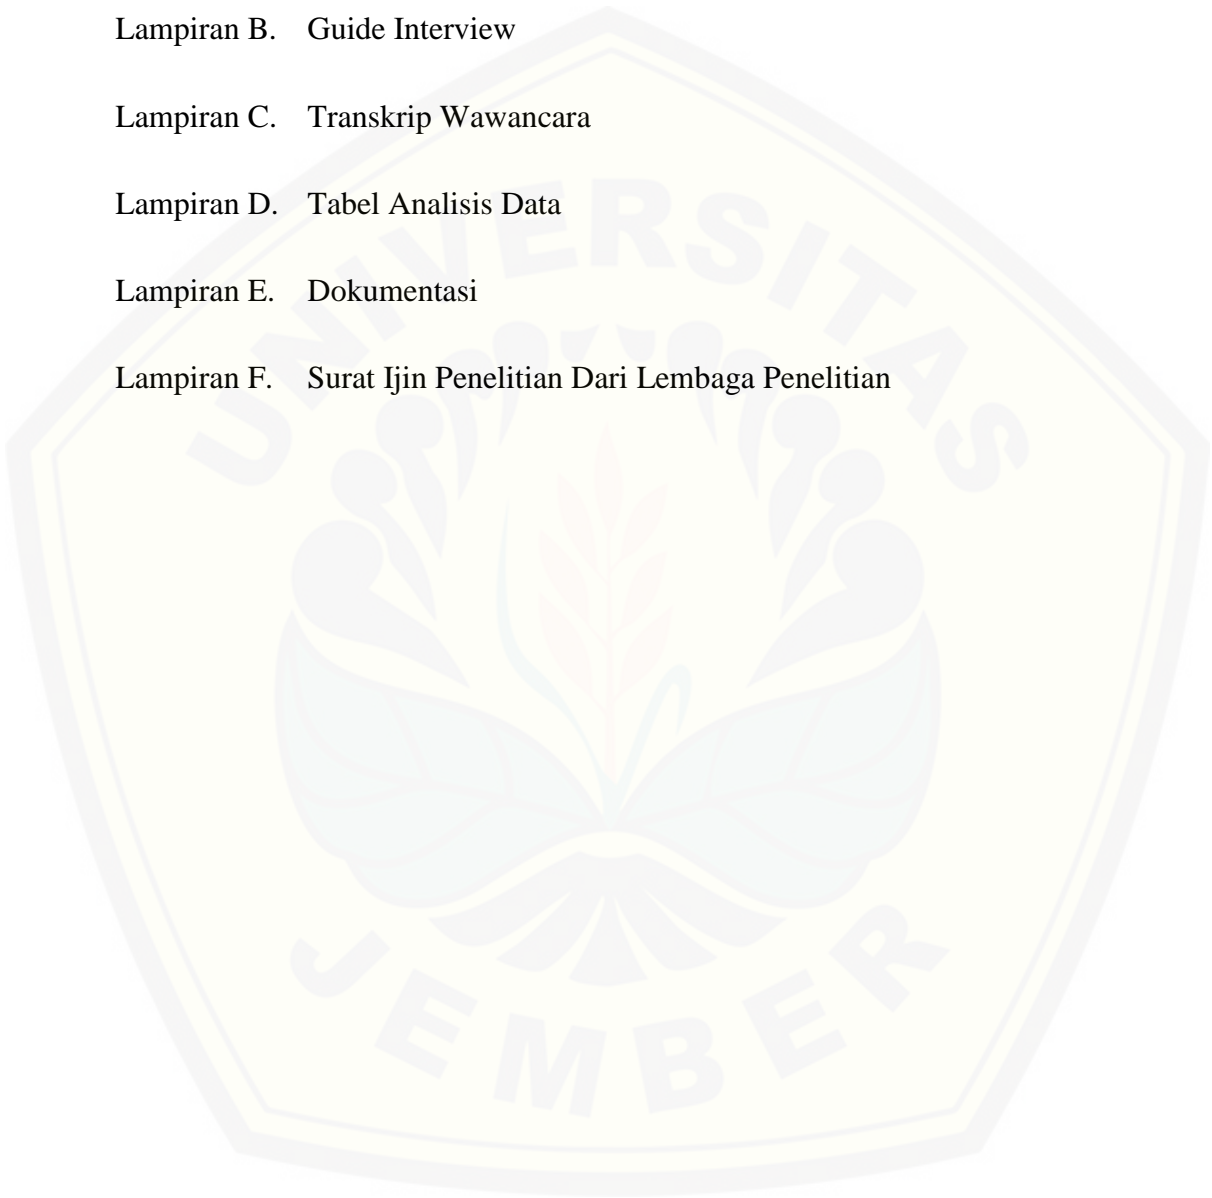 Lampiran B. Guide Interview
Lampiran C. Transkrip Wawancara
Lampiran D. Tabel Analisis Data
Lampiran E. Dokumentasi
Lampiran F. Surat Ijin Penelitian Dari Lembaga Penelitian
UNIVERSITAS
JEMBER